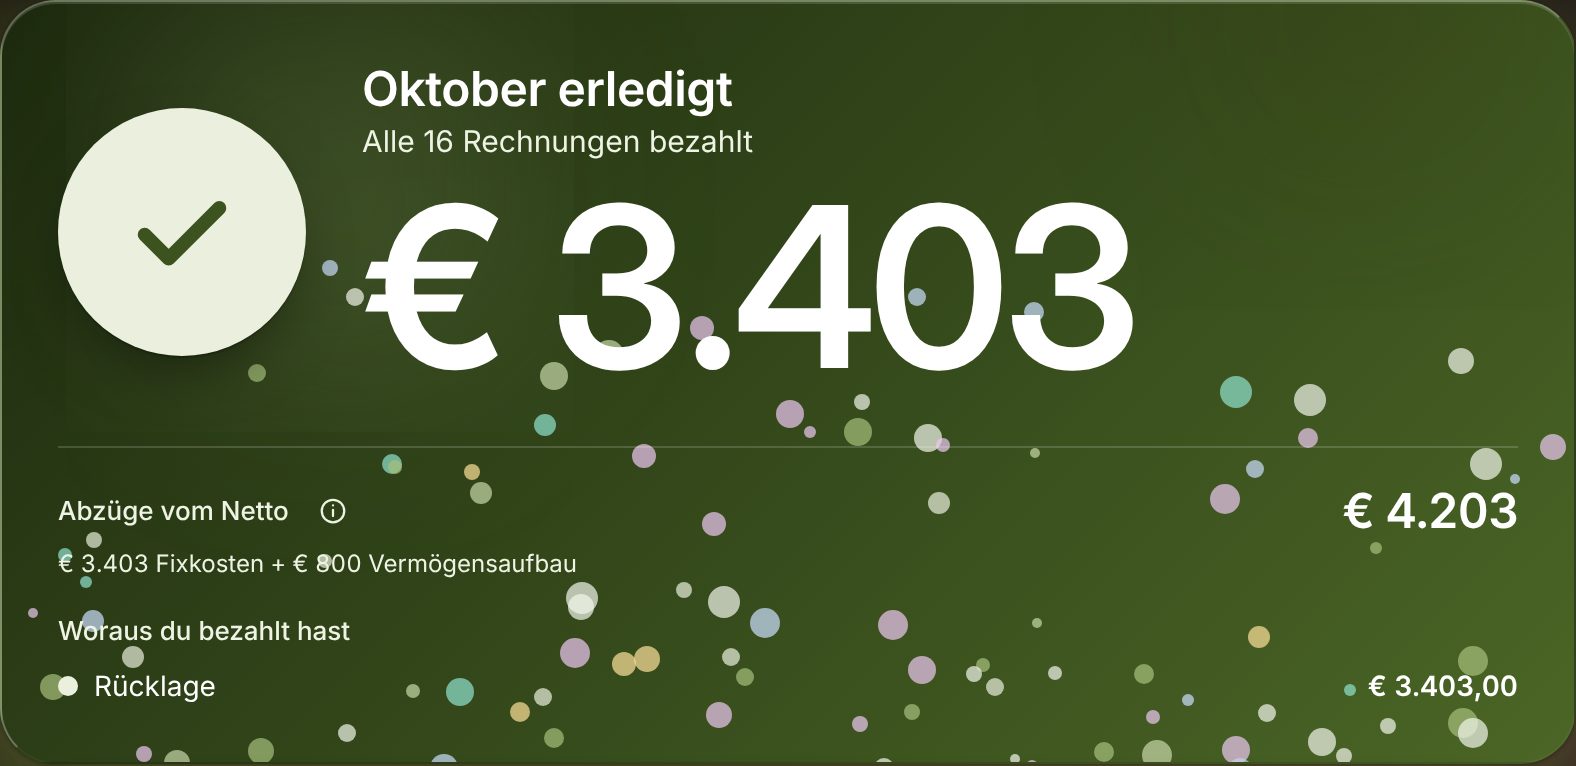 Oktober erledigt
Alle 16 Rechnungen bezahlt
€ 3.403
Abzüge vom Netto
€ 4.203
€ 3.403 Fixkosten + € 800 Vermögensaufbau
Woraus du bezahlt hast
Rücklage
€ 3.403,00